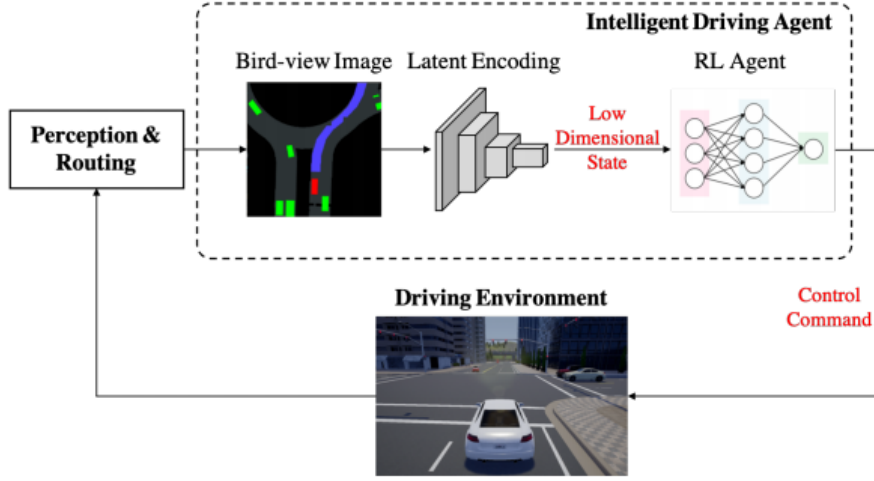 Intelligent Driving Agent
Bird-view Image
Latent Encoding
RL Agent
Perception &
Routing
Low
Dimensional
State
Driving Environment
Control
Command